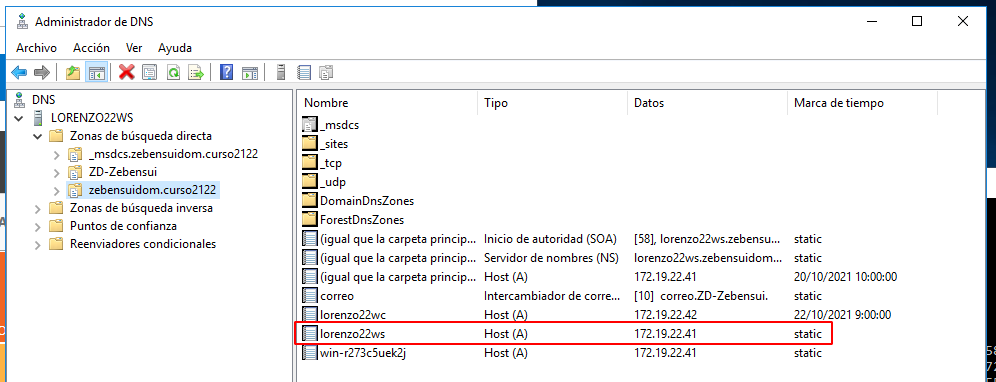 Administrador de DNS
Archivo Acción Ver Ayuda
DNS
LORENZO22WS
Zonas de búsqueda directa
_msdcs.zebensuidom.curso2122
ZD-Zebensui
zebensuidom.curso2122
Zonas de búsqueda inversa
Puntos de confianza
Reenviadores condicionales
Nombre Tipo Datos Marca de tiempo
_msdcs
_sites
_tcp
_udp
DomainDnsZones
ForestDnsZones
(igual que la carpeta princip... Inicio de autoridad (SOA) [58], lorenzo22ws.zebensu... static
(igual que la carpeta princip... Servidor de nombres (NS) lorenzo22ws.zebensuidom... static
(igual que la carpeta princip... Host (A) 172.19.22.41 20/10/2021 10:00:00
correo Intercambiador de corre... [10] correo.ZD-Zebensui. static
lorenzo22wc Host (A) 172.19.22.42 22/10/2021 9:00:00
lorenzo22ws Host (A) 172.19.22.41 static
win-r273c5uek2j Host (A) 172.19.22.41 static